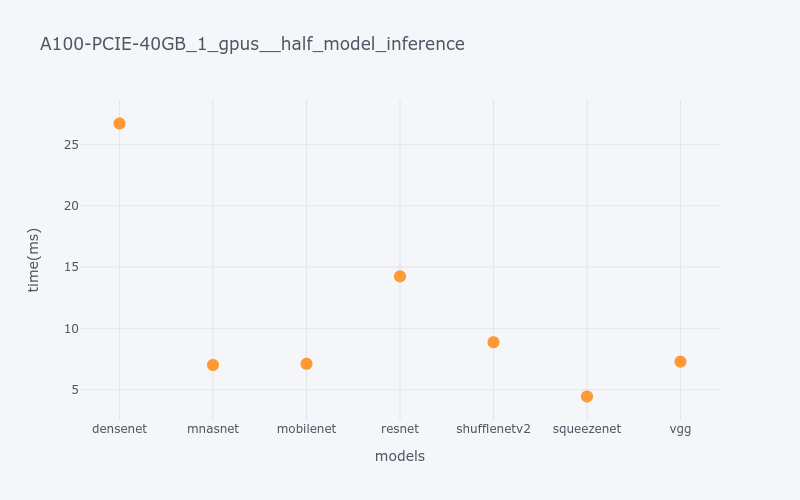 A100-PCIE-40GB_1_gpus__half_model_inference
time(ms)
25
20
15
10
5
densenet mnasnet mobilenet resnet shufflenetv2 squeezenet vgg
models